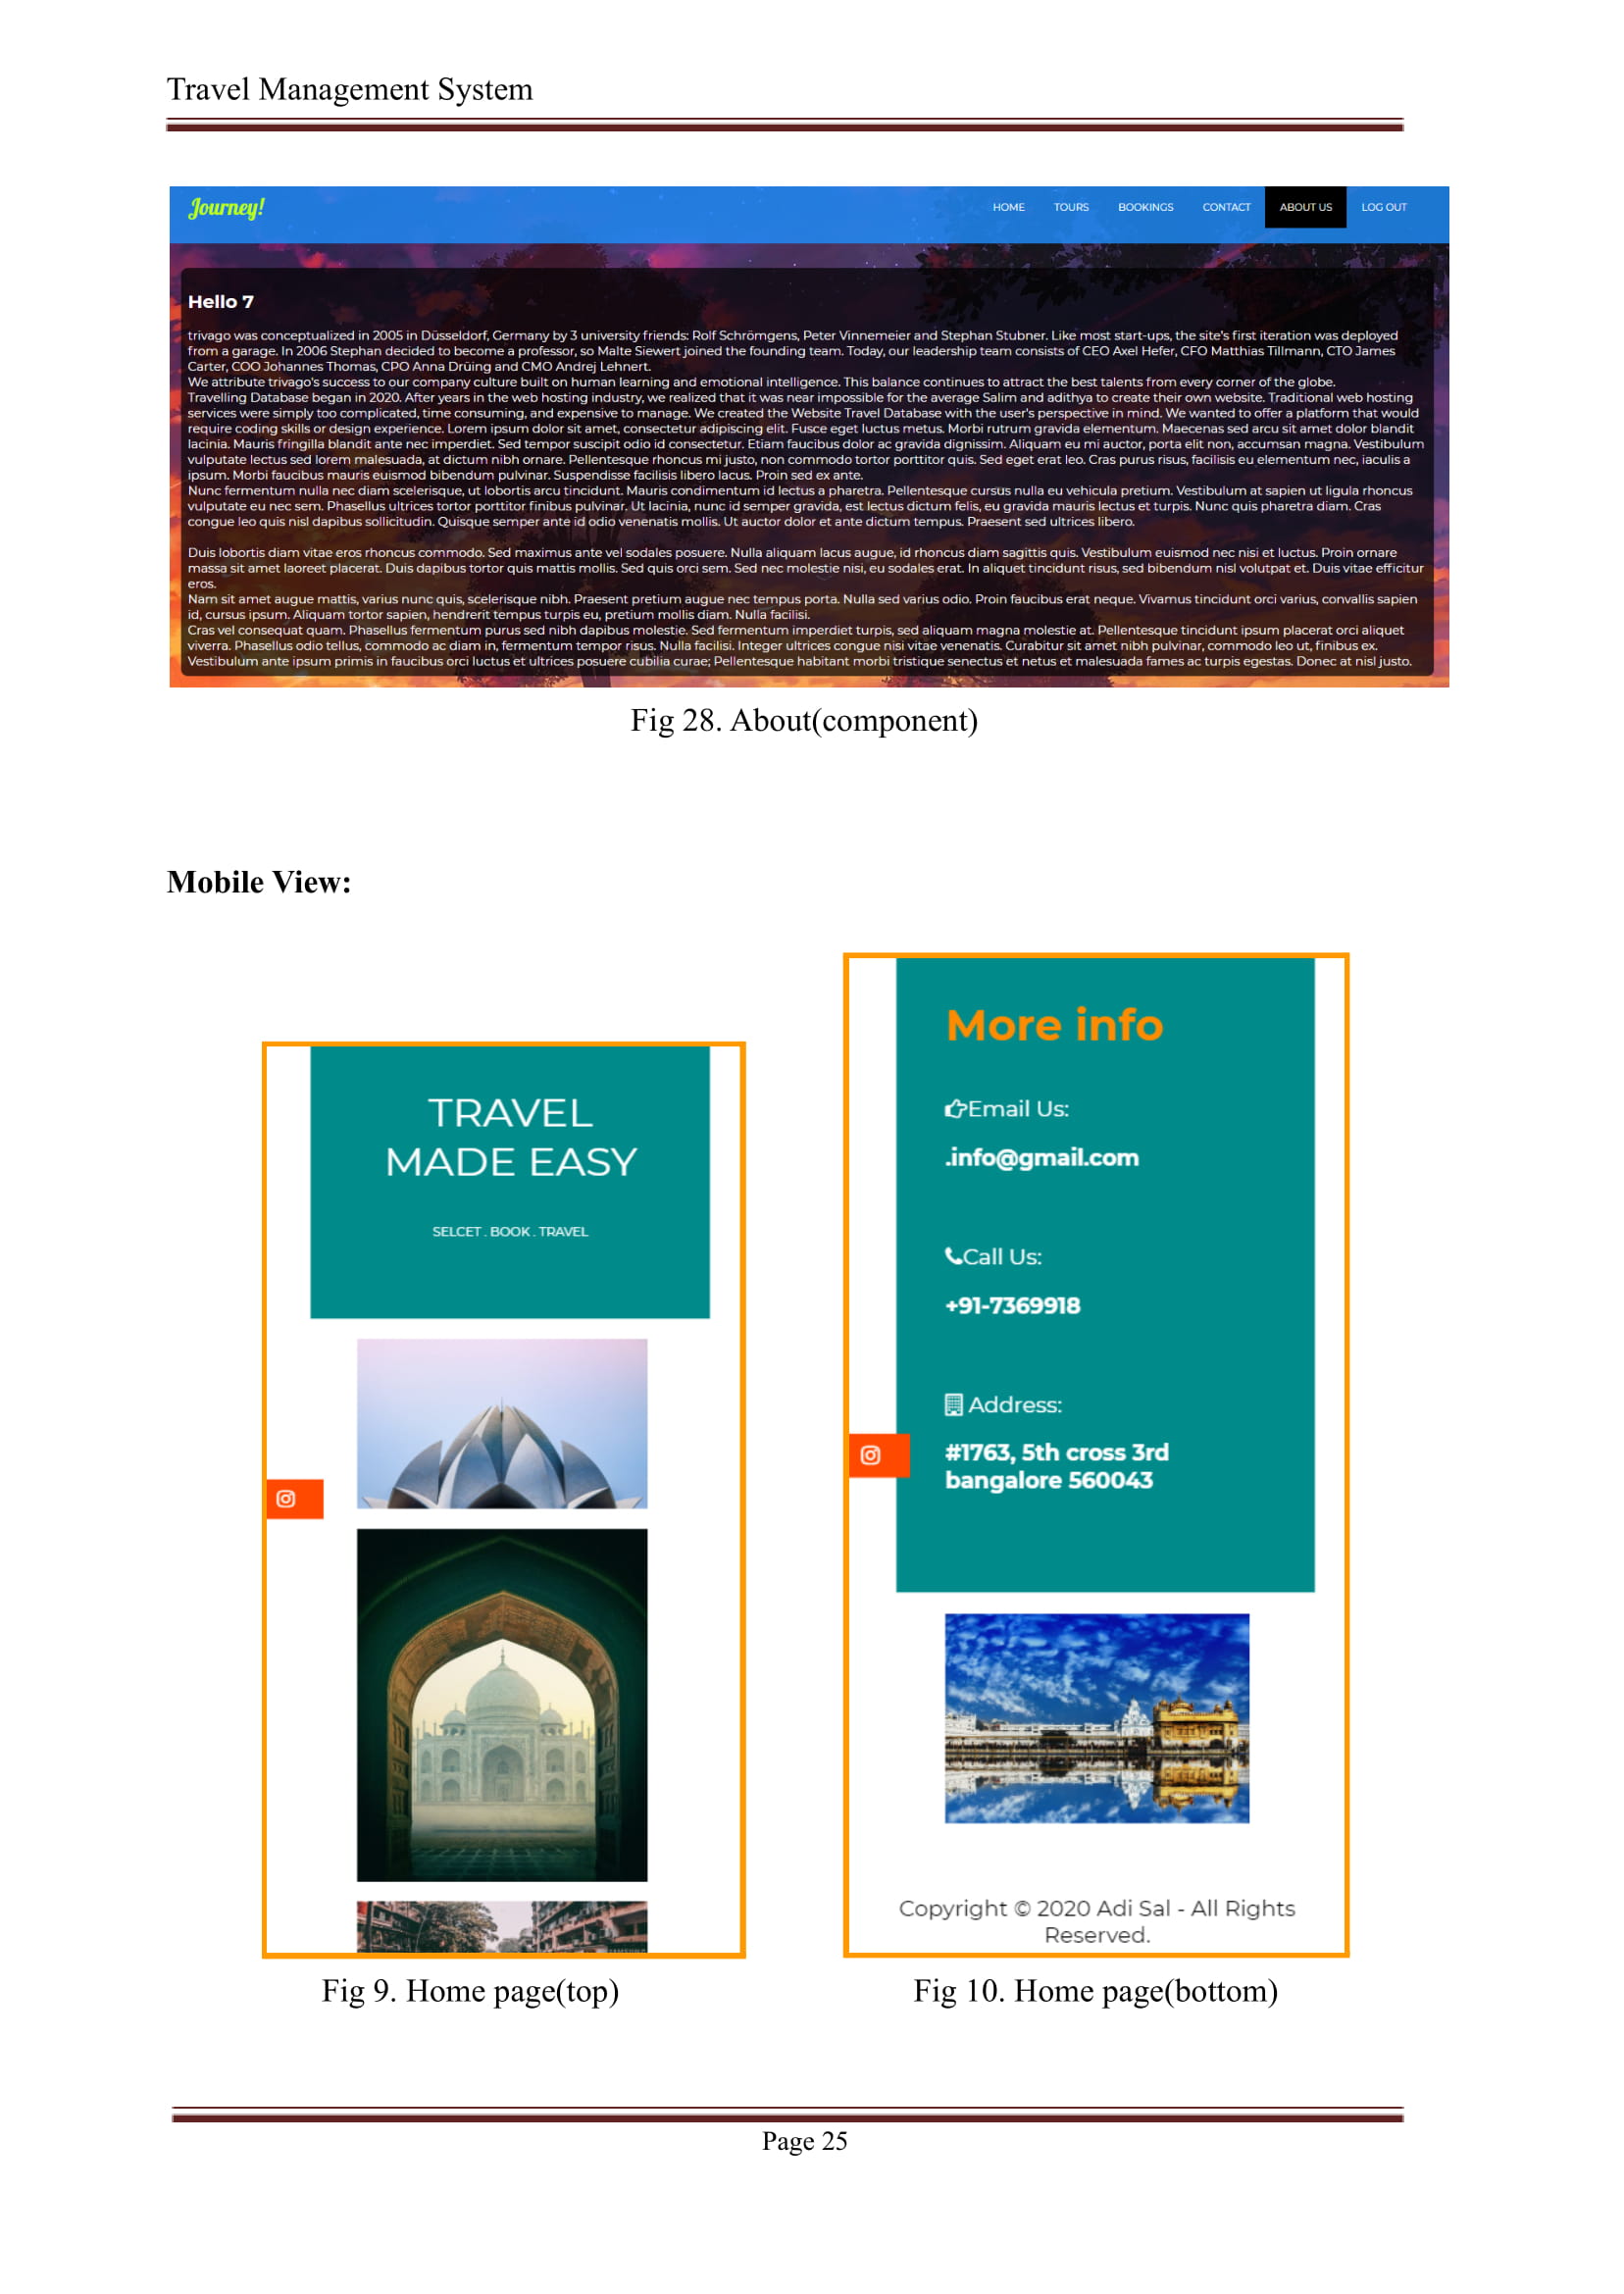 Travel Management System
Journey!
HOME TOURS BOOKINGS CONTACT ABOUT US LOG OUT
Hello 7
trivago was conceptualized in 2005 in Düsseldorf, Germany by 3 university friends: Rolf Schrömgens, Peter Vinnemeier and Stephan Stubner. Like most start-ups, the site's first iteration was deployed
from a garage. In 2006 Stephan decided to become a professor, so Malte Siewert joined the founding team. Today, our leadership team consists of CEO Axel Hefer, CFO Matthias Tillmann, CTO James
Carter, COO Johannes Thomas, CPO Anna Drüing and CMO Andrej Lehnert.
We attribute trivago's success to our company culture built on human learning and emotional intelligence. This balance continues to attract the best talents from every corner of the globe.
Travelling Database began in 2020. After years in the web hosting industry, we realized that it was near impossible for the average Salim and adithya to create their own website. Traditional web hosting
services were simply too complicated, time consuming, and expensive to manage. We created the Website Travel Database with the user's perspective in mind. We wanted to offer a platform that would
require coding skills or design experience. Lorem ipsum dolor sit amet, consectetur adipiscing elit. Fusce eget luctus metus. Morbi rutrum gravida elementum. Maecenas sed arcu sit amet dolor blandit
lacinia. Mauris fringilla blandit ante nec imperdiet. Sed tempor suscipit odio id consectetur. Etiam faucibus dolor ac gravida dignissim. Aliquam eu mi auctor, porta elit non, accumsan magna. Vestibulum
vulputate lectus sed lorem malesuada, at dictum nibh ornare. Pellentesque rhoncus mi justo, non commodo tortor porttitor quis. Sed eget erat leo. Cras purus risus, facilisis eu elementum nec, iaculis a
ipsum. Morbi faucibus mauris euismod bibendum pulvinar. Suspendisse facilisis libero lacus. Proin sed ex ante.
Nunc fermentum nulla nec diam scelerisque, ut lobortis arcu tincidunt. Mauris condimentum id lectus a pharetra. Pellentesque cursus nulla eu vehicula pretium. Vestibulum at sapien ut ligula rhoncus
vulputate eu nec sem. Phasellus ultrices tortor porttitor finibus pulvinar. Ut lacinia, nunc id semper gravida, est lectus dictum felis, eu gravida mauris lectus et turpis. Nunc quis pharetra diam. Cras
congue leo quis nisl dapibus sollicitudin. Quisque semper ante id odio venenatis mollis. Ut auctor dolor et ante dictum tempus. Praesent sed ultrices libero.
Duis lobortis diam vitae eros rhoncus commodo. Sed maximus ante vel sodales posuere. Nulla aliquam lacus augue, id rhoncus diam sagittis quis. Vestibulum euismod nec nisi et luctus. Proin ornare
massa sit amet laoreet placerat. Duis dapibus tortor quis mattis mollis. Sed quis orci sem. Sed nec molestie nisi, eu sodales erat. In aliquet tincidunt risus, sed bibendum nisl volutpat et. Duis vitae efficitur
eros.
Nam sit amet augue mattis, varius nunc quis, scelerisque nibh. Praesent pretium augue nec tempus porta. Nulla sed varius odio. Proin faucibus erat neque. Vivamus tincidunt orci varius, convallis sapien
id, cursus ipsum. Aliquam tortor sapien, hendrerit tempus turpis eu, pretium mollis diam. Nulla facilisi.
Cras vel consequat quam. Phasellus fermentum purus sed nibh dapibus molestie. Sed fermentum imperdiet turpis, sed aliquam magna molestie at. Pellentesque tincidunt ipsum placerat orci aliquet
viverra. Phasellus odio tellus, commodo ac diam in, fermentum tempor risus. Nulla facilisi. Integer ultrices congue nisi vitae venenatis. Curabitur sit amet nibh pulvinar, commodo leo ut, finibus ex.
Vestibulum ante ipsum primis in faucibus orci luctus et ultrices posuere cubilia curae; Pellentesque habitant morbi tristique senectus et netus et malesuada fames ac turpis egestas. Donec at nisl justo.
Fig 28. About(component)
Mobile View:
TRAVEL
MADE EASY
SELCET . BOOK . TRAVEL
Fig 9. Home page(top)
More info
Email Us:
.info@gmail.com
Call Us:
+91-7369918
Address:
#1763, 5th cross 3rd
bangalore 560043
Copyright © 2020 Adi Sal - All Rights
Reserved.
Fig 10. Home page(bottom)
Page 25